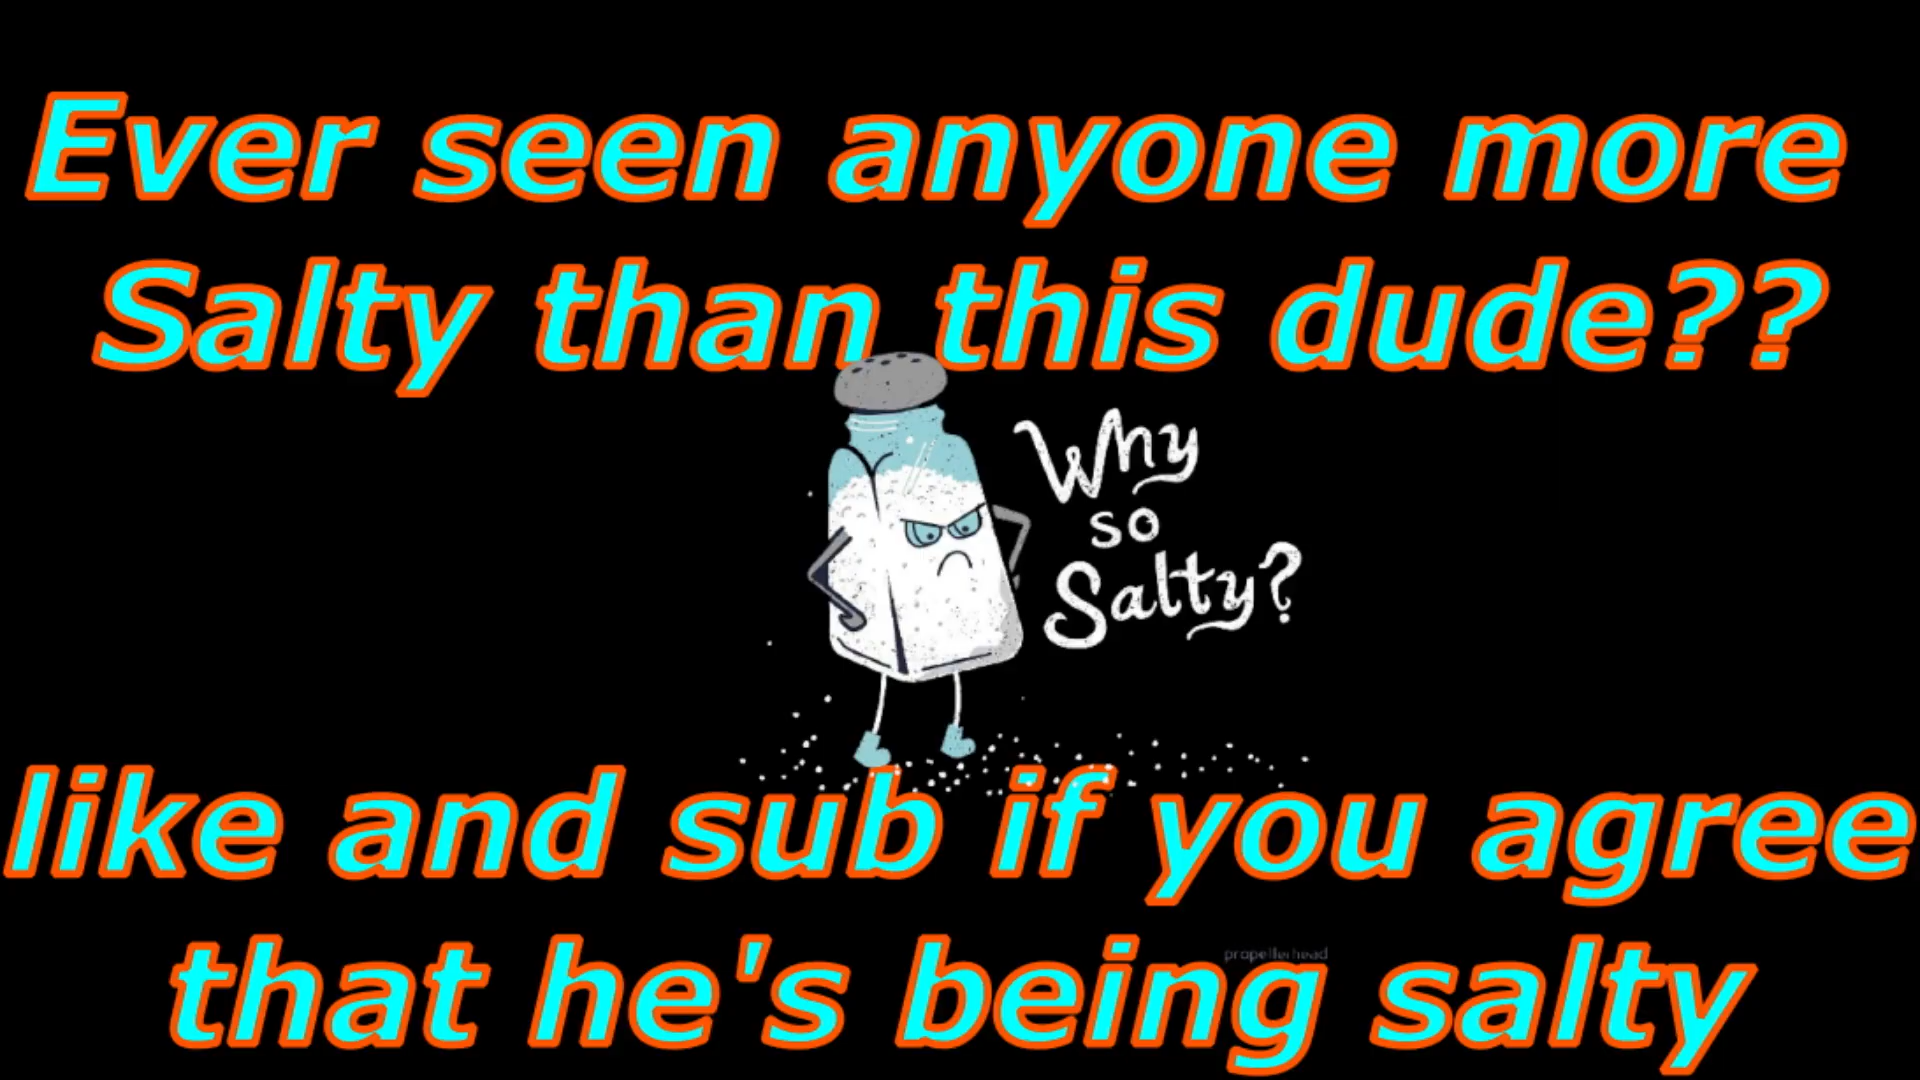 Ever seen anyone more
Salty than this dude??
Why
so
Salty?
like and sub if you agree
that he's being salty
propellerhead